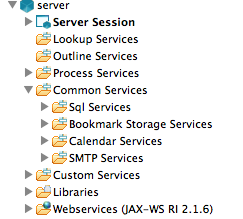 server
Server Session
Lookup Services
Outline Services
Process Services
Common Services
Sql Services
Bookmark Storage Services
Calendar Services
SMTP Services
Custom Services
Libraries
Webservices (JAX-WS RI 2.1.6)